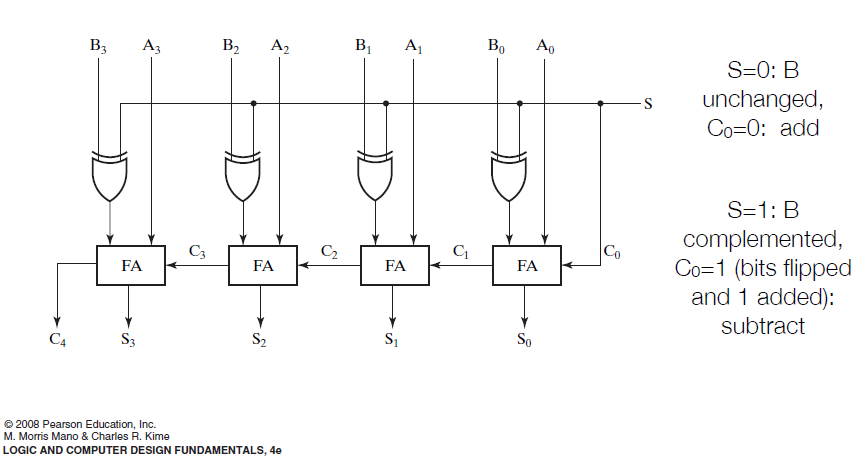 B₃ A₃ B₂ A₂ B₁ A₁ B₀ A₀
S
C₃ C₂ C₁ C₀
FA FA FA FA
C₄ S₃ S₂ S₁ S₀
S=0: B
unchanged,
C₀=0: add
S=1: B
complemented,
C₀=1 (bits flipped
and 1 added):
subtract
© 2008 Pearson Education, Inc.
M. Morris Mano & Charles R. Kime
LOGIC AND COMPUTER DESIGN FUNDAMENTALS, 4e